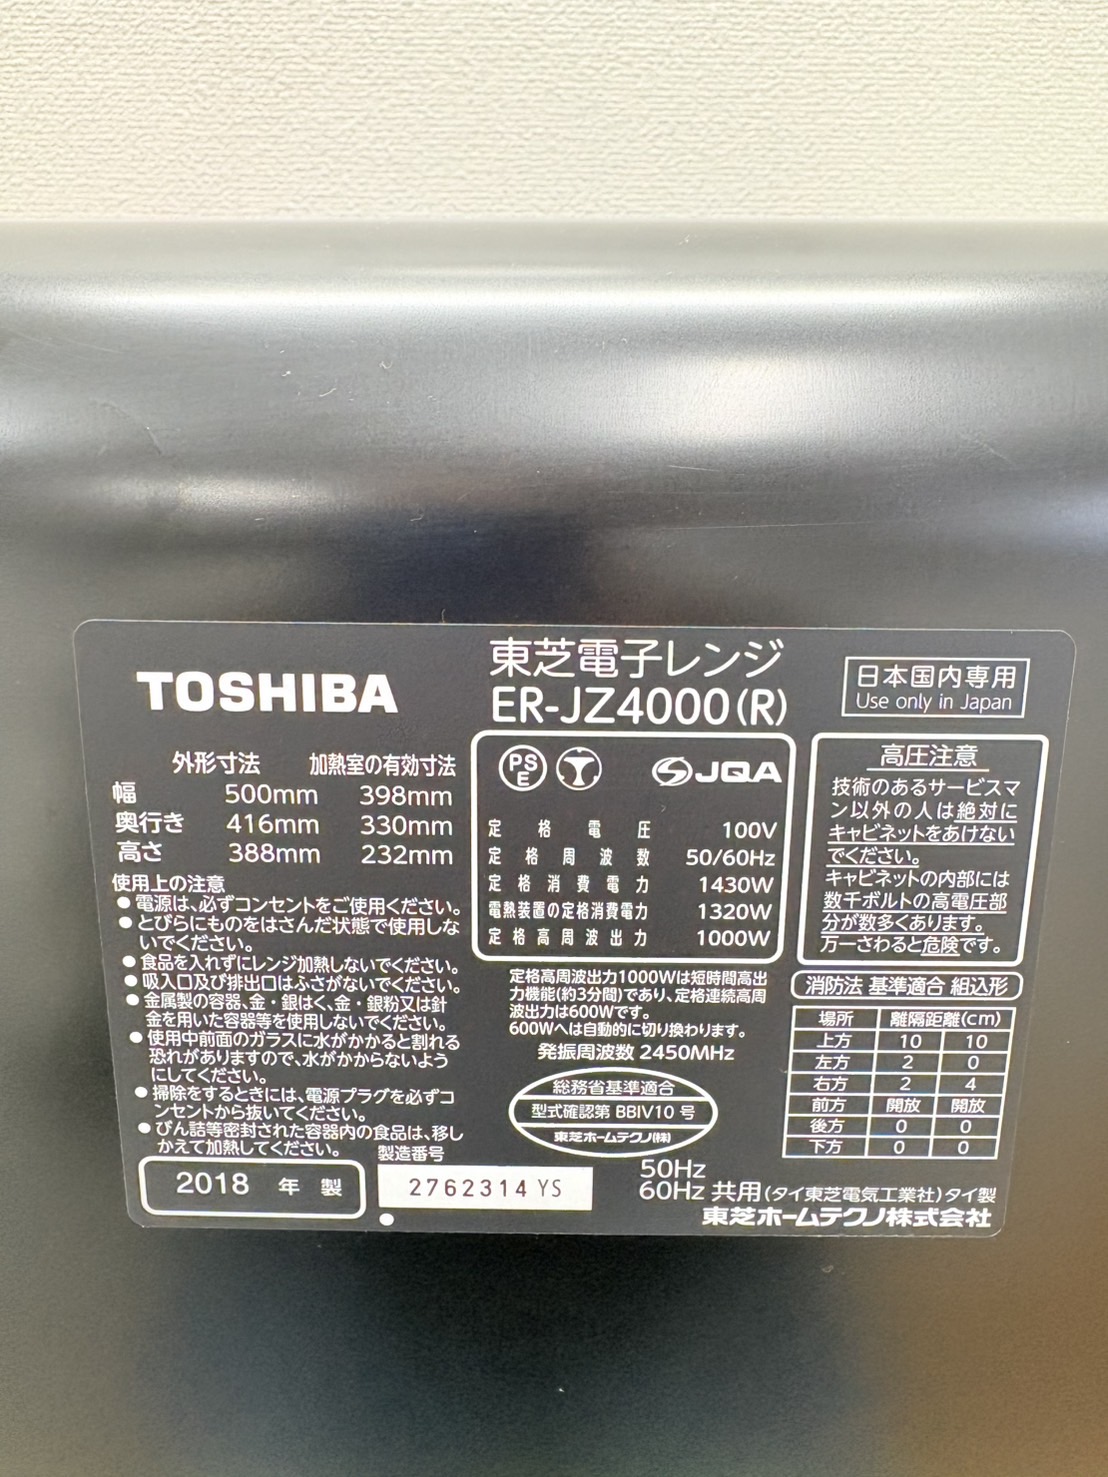 TOSHIBA
東芝電子レンジ
ER-JZ4000(R)
日本国内専用
Use only in Japan
外形寸法 加熱室の有効寸法
幅 500mm 398mm
奥行き 416mm 330mm
高さ 388mm 232mm
使用上の注意
●電源は、必ずコンセントをご使用ください。
●とびらにものをはさんだ状態で使用しな
いでください。
●食品を入れずにレンジ加熱しないでください。
●吸入口及び排出口はふさがないでください。
●金属製の容器、金・銀はく、金・銀粉又は針
金を用いた容器等を使用しないでください。
●使用中前面のガラスに水がかかると割れる
恐れがありますので、水がかからないよう
にしてください。
●掃除をするときには、電源プラグを必ずコ
ンセントから抜いてください。
●びん詰等密封された容器内の食品は、移し
かえて加熱してください。
2018 年 製
製造番号
2762314 YS
PS
E
JQA
定格電圧 100V
定格周波数 50/60Hz
定格消費電力 1430W
電熱装置の定格消費電力 1320W
定格高周波出力 1000W
定格高周波出力1000Wは短時間高出
力機能(約3分間)であり、定格連続高周
波出力は600Wです。
600Wへは自動的に切り換わります。
発振周波数 2450MHz
総務省基準適合
型式確認第 BBIV10 号
東芝ホームテクノ(株)
高圧注意
技術のあるサービスマ
ン以外の人は絶対に
キャビネットをあけない
でください。
キャビネットの内部には
数千ボルトの高電圧部
分が数多くあります。
万一さわると危険です。
消防法 基準適合 組込形
場所 離隔距離(cm)
上方 10 10
左方 2 0
右方 2 4
前方 開放 開放
後方 0 0
下方 0 0
50Hz
60Hz 共用(タイ東芝電気工業社)タイ製
東芝ホームテクノ株式会社